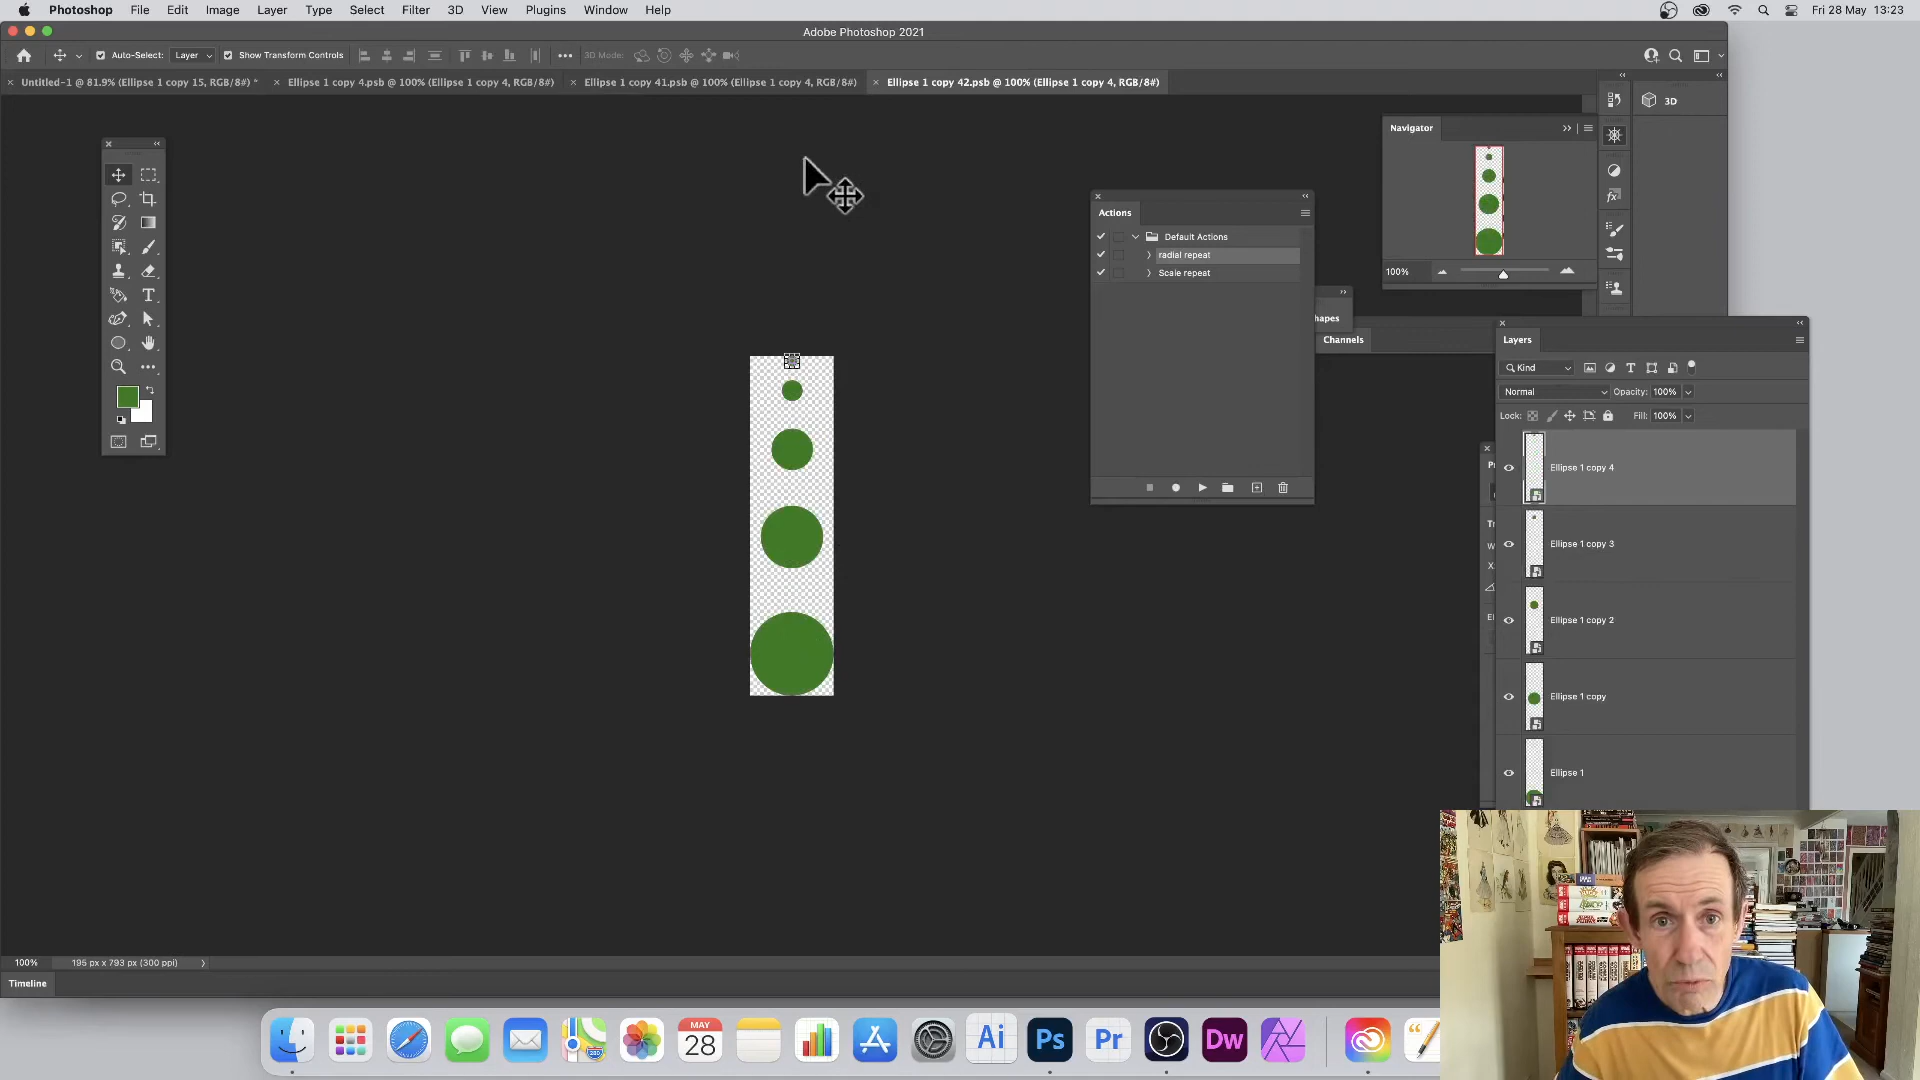 Photoshop File Edit Image Layer Type Select Filter 3D View Plugins Window Help Fri 28 May 13:23
Adobe Photoshop 2021
Auto-Select: Layer Show Transform Controls 3D Mode:
Untitled-1 @ 81.9% (Ellipse 1 copy 15, RGB/8#) * Ellipse 1 copy 4.psb @ 100% (Ellipse 1 copy 4, RGB/8#) Ellipse 1 copy 41.psb @ 100% (Ellipse 1 copy 4, RGB/8#) Ellipse 1 copy 42.psb @ 100% (Ellipse 1 copy 4, RGB/8#)
3D
Navigator
100%
Actions
Default Actions
radial repeat
Scale repeat
hapes
Channels
Layers
Kind
Normal Opacity: 100%
Lock: Fill: 100%
Ellipse 1 copy 4
Ellipse 1 copy 3
Ellipse 1 copy 2
Ellipse 1 copy
Ellipse 1
100% 195 px x 793 px (300 ppi)
Timeline
MAY
28
Ai Ps Pr Dw